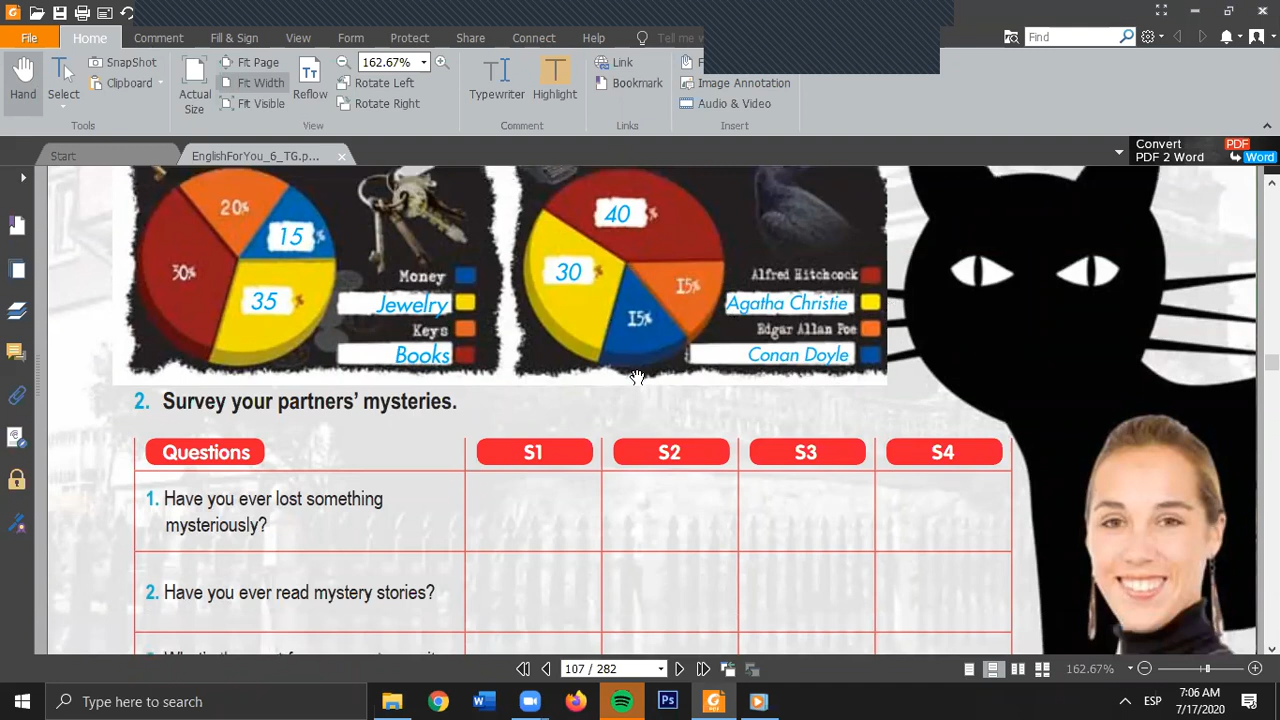 File Home Comment Fill & Sign View Form Protect Share Connect Help Tell me Find
SnapShot Fit Page 162.67% Link
Hand Select Clipboard Actual Size Fit Width Reflow Rotate Left Typewriter Highlight Bookmark Image Annotation
Fit Visible Rotate Right Audio & Video
Tools View Comment Links Insert
Start EnglishForYou_6_TG.p... Convert PDF 2 Word PDF Word
20% 15 % 30% 35 %
Money
Jewelry
Keys
Books
40 % 30 % 15% 15%
Alfred Hitchcock
Agatha Christie
Edgar Allan Poe
Conan Doyle
2. Survey your partners' mysteries.
Questions S1 S2 S3 S4
1. Have you ever lost something
mysteriously?
2. Have you ever read mystery stories?
107 / 282 162.67%
Type here to search W Ps PDF ESP 7:06 AM
7/17/2020